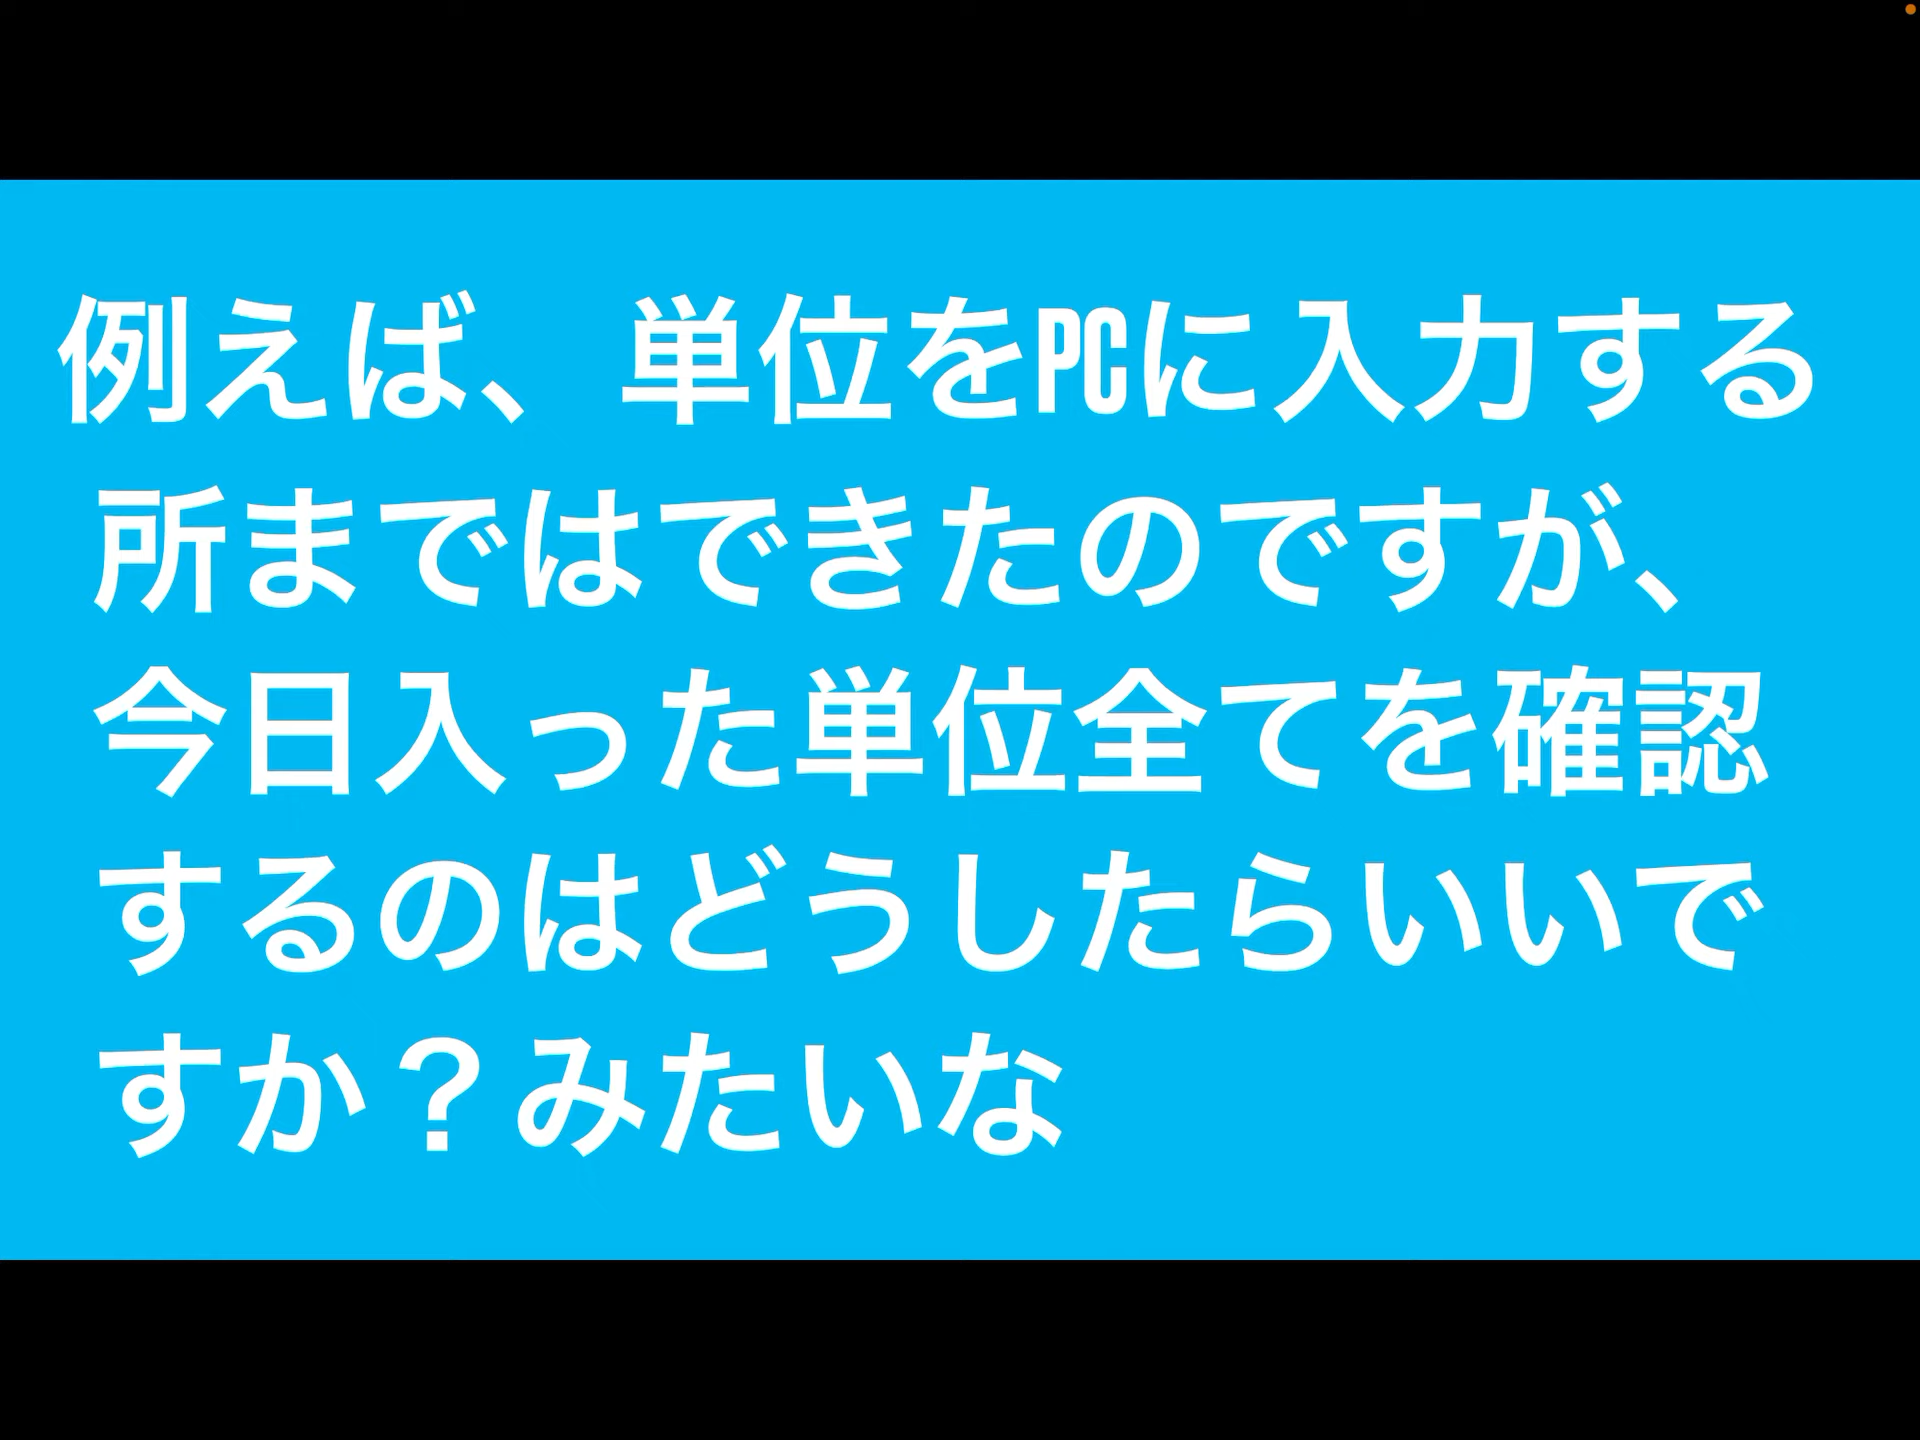 例えば、単位をPCに入力する
所まではできたのですが、
今日入った単位全てを確認
するのはどうしたらいいで
すか？みたいな